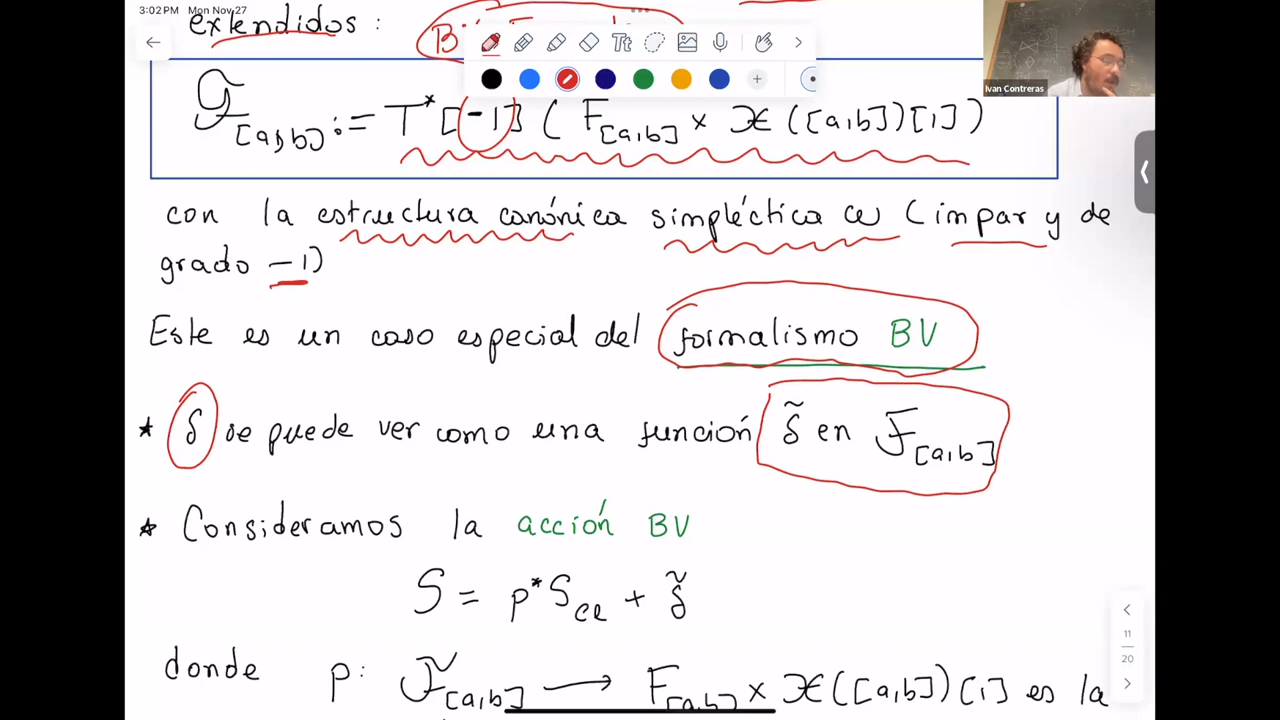 3:02 PM Mon Nov 27
extendidos :
Tt
Ivan Contreras
𝓕[a,b] := T*[-1] ( F[a,b] × 𝔛([a,b])[1] )
con la estructura canónica simpléctica ω (impar y de
grado -1)
Este es un caso especial del formalismo BV
* δ se puede ver como una función δ̃ en 𝓕[a,b]
* Consideramos la acción BV
S = p* S_cl + δ̃
donde p: 𝓕[a,b] → F[a,b] × 𝔛([a,b])[1] es la
11
20